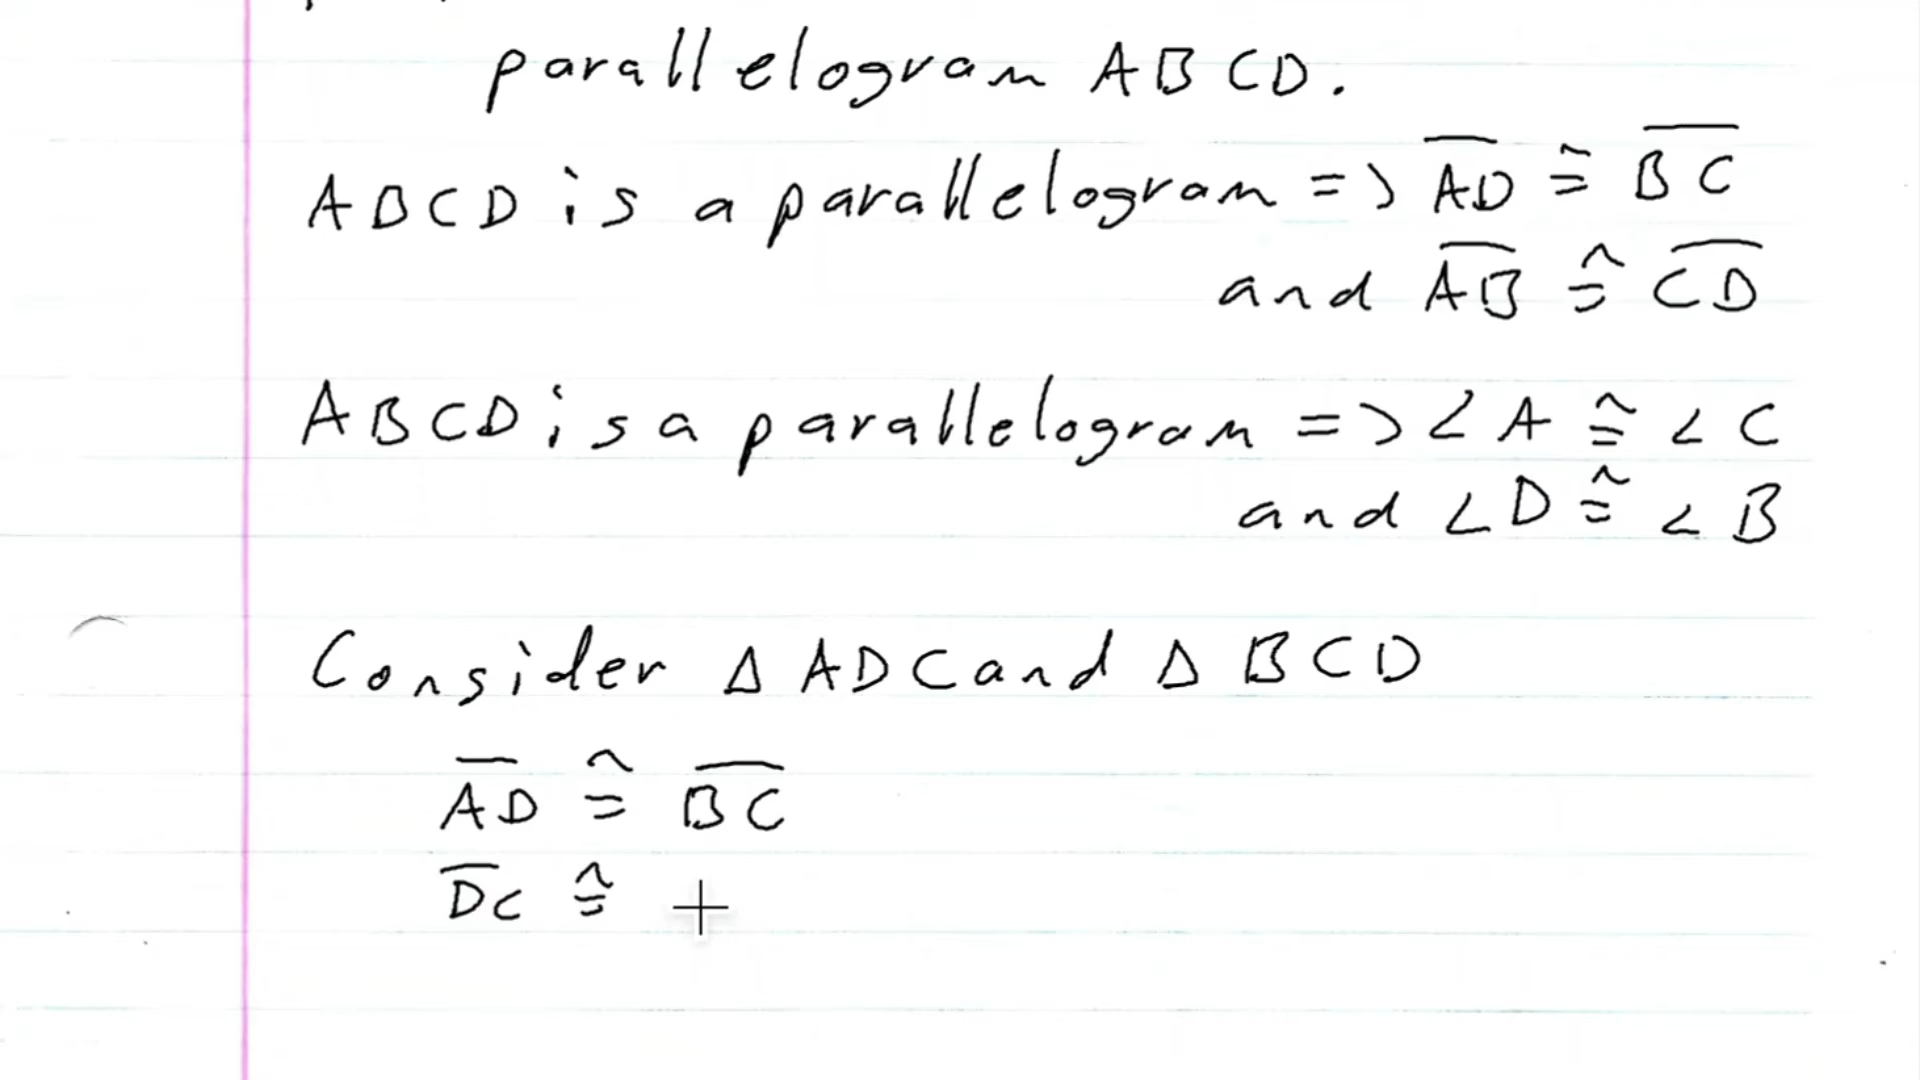 parallelogram ABCD.
ABCD is a parallelogram => A̅D̅ ≅ B̅C̅
and A̅B̅ ≅ C̅D̅
ABCD is a parallelogram => ∠A ≅ ∠C
and ∠D ≅ ∠B
Consider Δ ADC and Δ BCD
A̅D̅ ≅ B̅C̅
D̅C̅ ≅